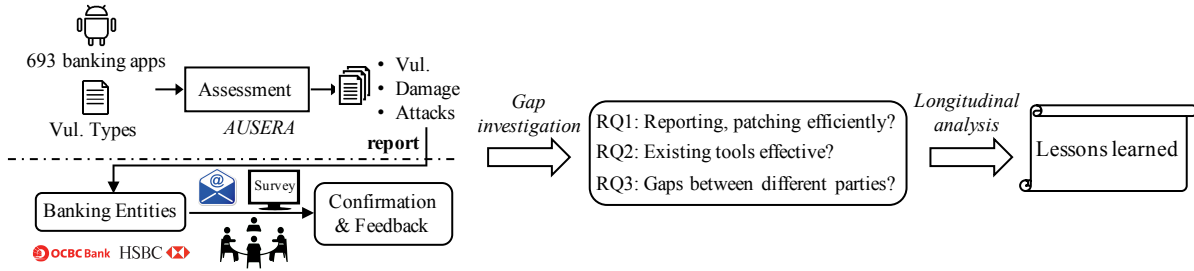 693 banking apps
Vul. Types
Assessment
AUSERA
• Vul.
• Damage
• Attacks
report
Banking Entities
OCBC Bank HSBC
@
Survey
Confirmation
& Feedback
Gap
investigation
RQ1: Reporting, patching efficiently?
RQ2: Existing tools effective?
RQ3: Gaps between different parties?
Longitudinal
analysis
Lessons learned